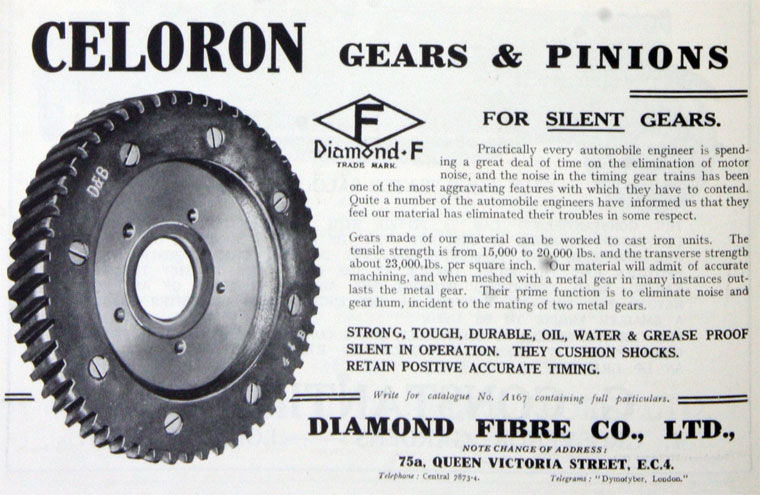 CELORON GEARS & PINIONS
F
Diamond·F
TRADE MARK.
FOR SILENT GEARS.
Practically every automobile engineer is spend-
ing a great deal of time on the elimination of motor
noise, and the noise in the timing gear trains has been
one of the most aggravating features with which they have to contend.
Quite a number of the automobile engineers have informed us that they
feel our material has eliminated their troubles in some respect.
Gears made of our material can be worked to cast iron units. The
tensile strength is from 15,000 to 20,000 lbs. and the transverse strength
about 23,000.lbs. per square inch. Our material will admit of accurate
machining, and when meshed with a metal gear in many instances out-
lasts the metal gear. Their prime function is to eliminate noise and
gear hum, incident to the mating of two metal gears.
STRONG, TOUGH, DURABLE, OIL, WATER & GREASE PROOF
SILENT IN OPERATION. THEY CUSHION SHOCKS.
RETAIN POSITIVE ACCURATE TIMING.
Write for catalogue No. A167 containing full particulars.
DIAMOND FIBRE CO., LTD.,
NOTE CHANGE OF ADDRESS:
75a, QUEEN VICTORIA STREET, E.C.4.
Telephone: Central 7873-4. Telegrams: "Dymofyber, London."